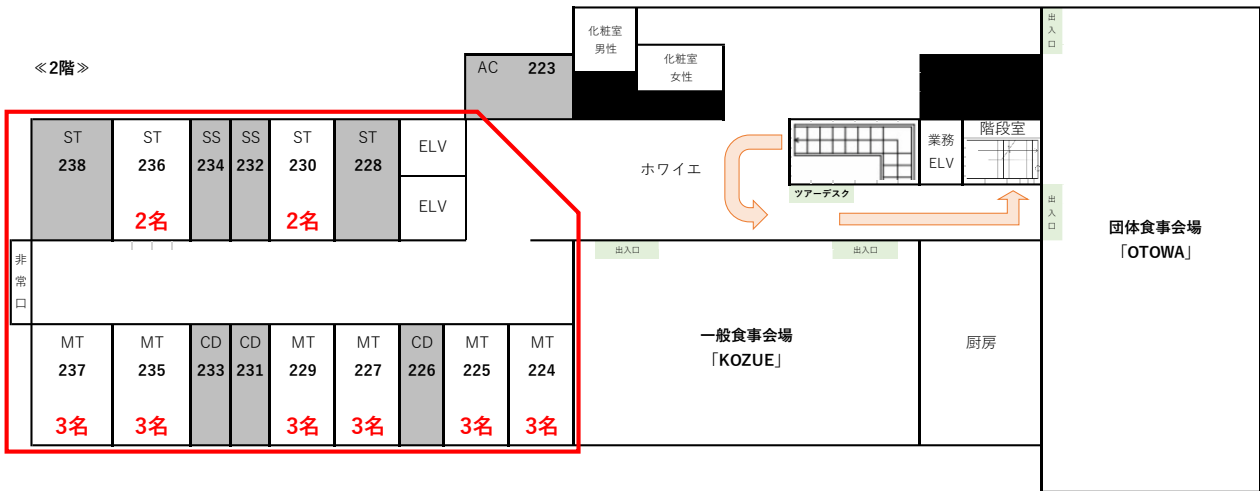 ≪2階≫
化粧室
男性
化粧室
女性
出入口
AC 223
ST
238
ST
236
2名
SS
234
SS
232
ST
230
2名
ST
228
ELV
ELV
ホワイエ
ツアーデスク
業務
ELV
階段室
出入口
団体食事会場
「OTOWA」
非常口
出入口
出入口
MT
237
3名
MT
235
3名
CD
233
CD
231
MT
229
3名
MT
227
3名
CD
226
MT
225
3名
MT
224
3名
一般食事会場
「KOZUE」
厨房